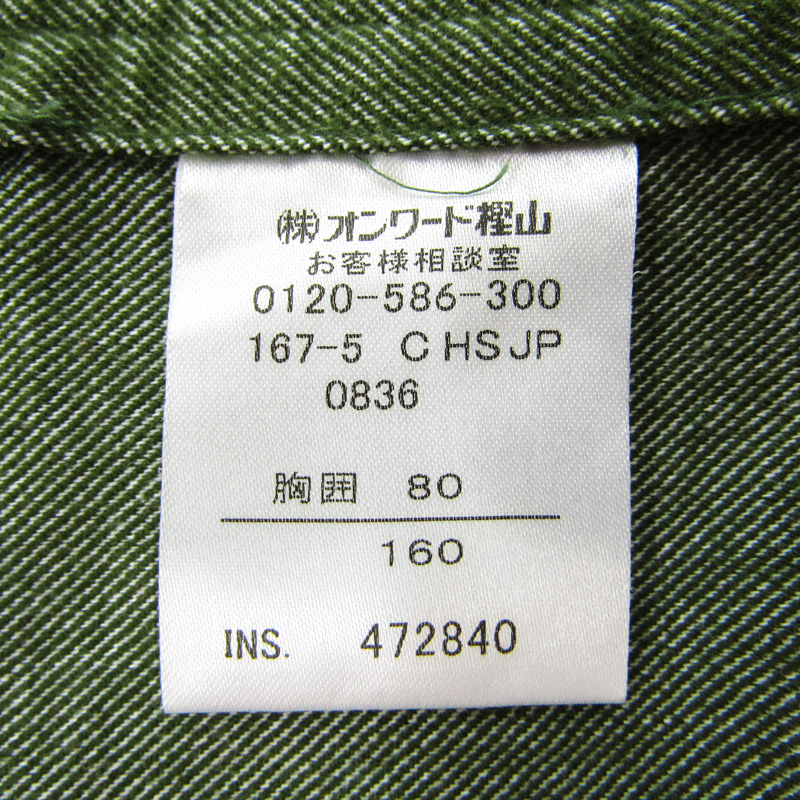 (株)オンワード樫山
お客様相談室
0120-586-300
167-5 CHSJP
0836
胸囲 80
160
INS. 472840